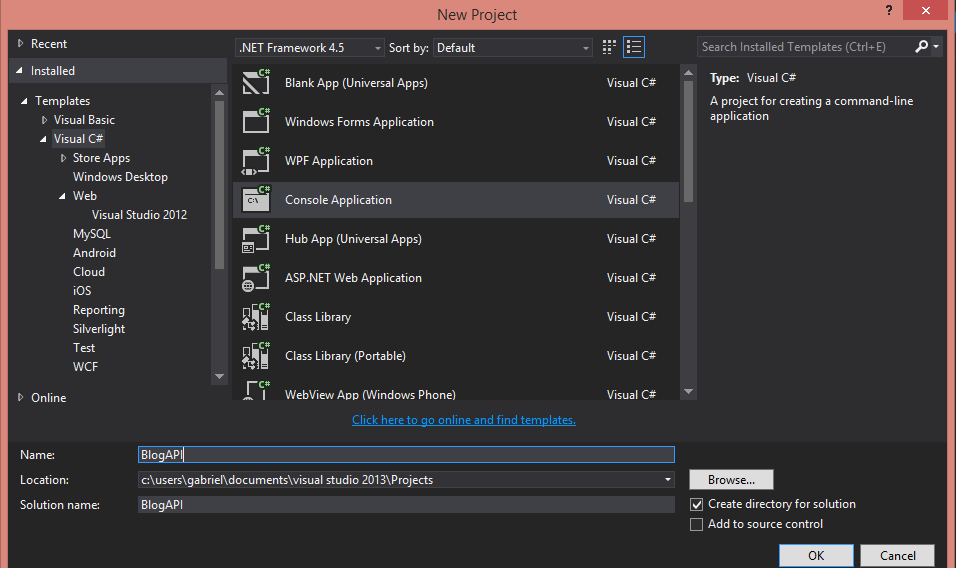 New Project
?
x
Recent
Installed
Templates
Visual Basic
Visual C#
Store Apps
Windows Desktop
Web
Visual Studio 2012
MySQL
Android
Cloud
iOS
Reporting
Silverlight
Test
WCF
Online
.NET Framework 4.5 Sort by: Default
Blank App (Universal Apps) Visual C#
Windows Forms Application Visual C#
WPF Application Visual C#
Console Application Visual C#
Hub App (Universal Apps) Visual C#
ASP.NET Web Application Visual C#
Class Library Visual C#
Class Library (Portable) Visual C#
WebView App (Windows Phone) Visual C#
Click here to go online and find templates.
Search Installed Templates (Ctrl+E)
Type: Visual C#
A project for creating a command-line
application
Name: BlogAPI
Location: c:\users\gabriel\documents\visual studio 2013\Projects
Browse...
Solution name: BlogAPI
Create directory for solution
Add to source control
OK Cancel